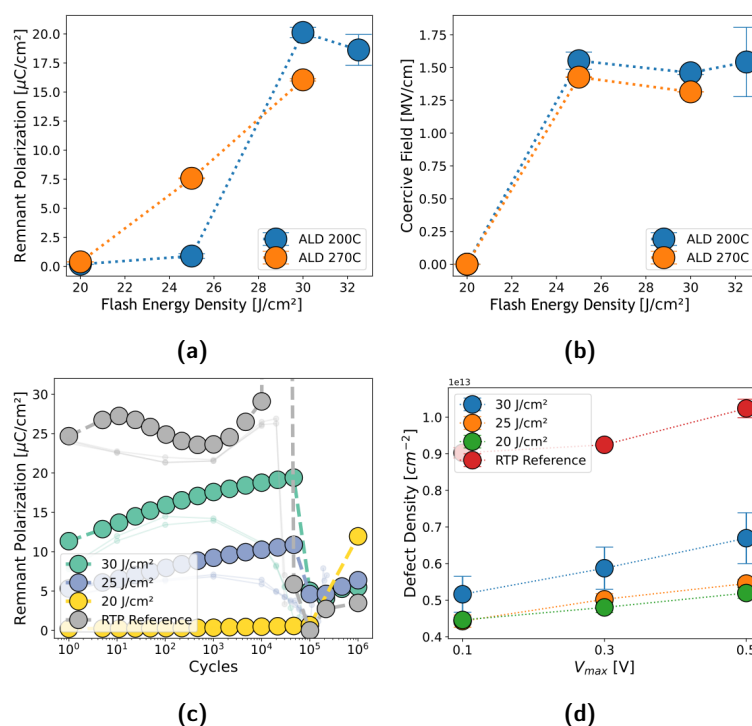 Remnant Polarization [μC/cm²]
20.0
17.5
15.0
12.5
10.0
7.5
5.0
2.5
0.0
ALD 200C
ALD 270C
20 22 24 26 28 30 32
Flash Energy Density [J/cm²]
(a)
Coercive Field [MV/cm]
1.75
1.50
1.25
1.00
0.75
0.50
0.25
0.00
ALD 200C
ALD 270C
20 22 24 26 28 30 32
Flash Energy Density [J/cm²]
(b)
Remnant Polarization [μC/cm²]
30
25
20
15
10
5
0
30 J/cm²
25 J/cm²
20 J/cm²
RTP Reference
10⁰ 10¹ 10² 10³ 10⁴ 10⁵ 10⁶
Cycles
(c)
1e13
Defect Density [cm⁻²]
1.0
0.9
0.8
0.7
0.6
0.5
0.4
30 J/cm²
25 J/cm²
20 J/cm²
RTP Reference
0.1 0.3 0.5
Vmax [V]
(d)